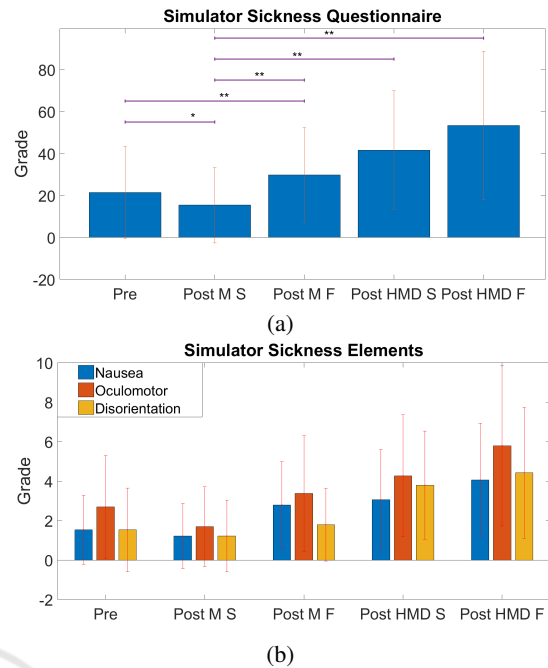 Simulator Sickness Questionnaire
80
60
40
20
0
-20
Grade
**
**
**
**
*
Pre Post M S Post M F Post HMD S Post HMD F
(a)
Simulator Sickness Elements
10
8
6
4
2
0
-2
Grade
Nausea
Oculomotor
Disorientation
Pre Post M S Post M F Post HMD S Post HMD F
(b)